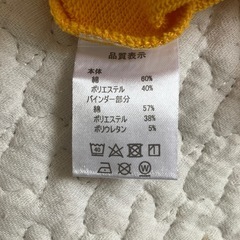 品質表示
本体
綿 60%
ポリエステル 40%
バインダー部分
綿 57%
ポリエステル 38%
ポリウレタン 5%